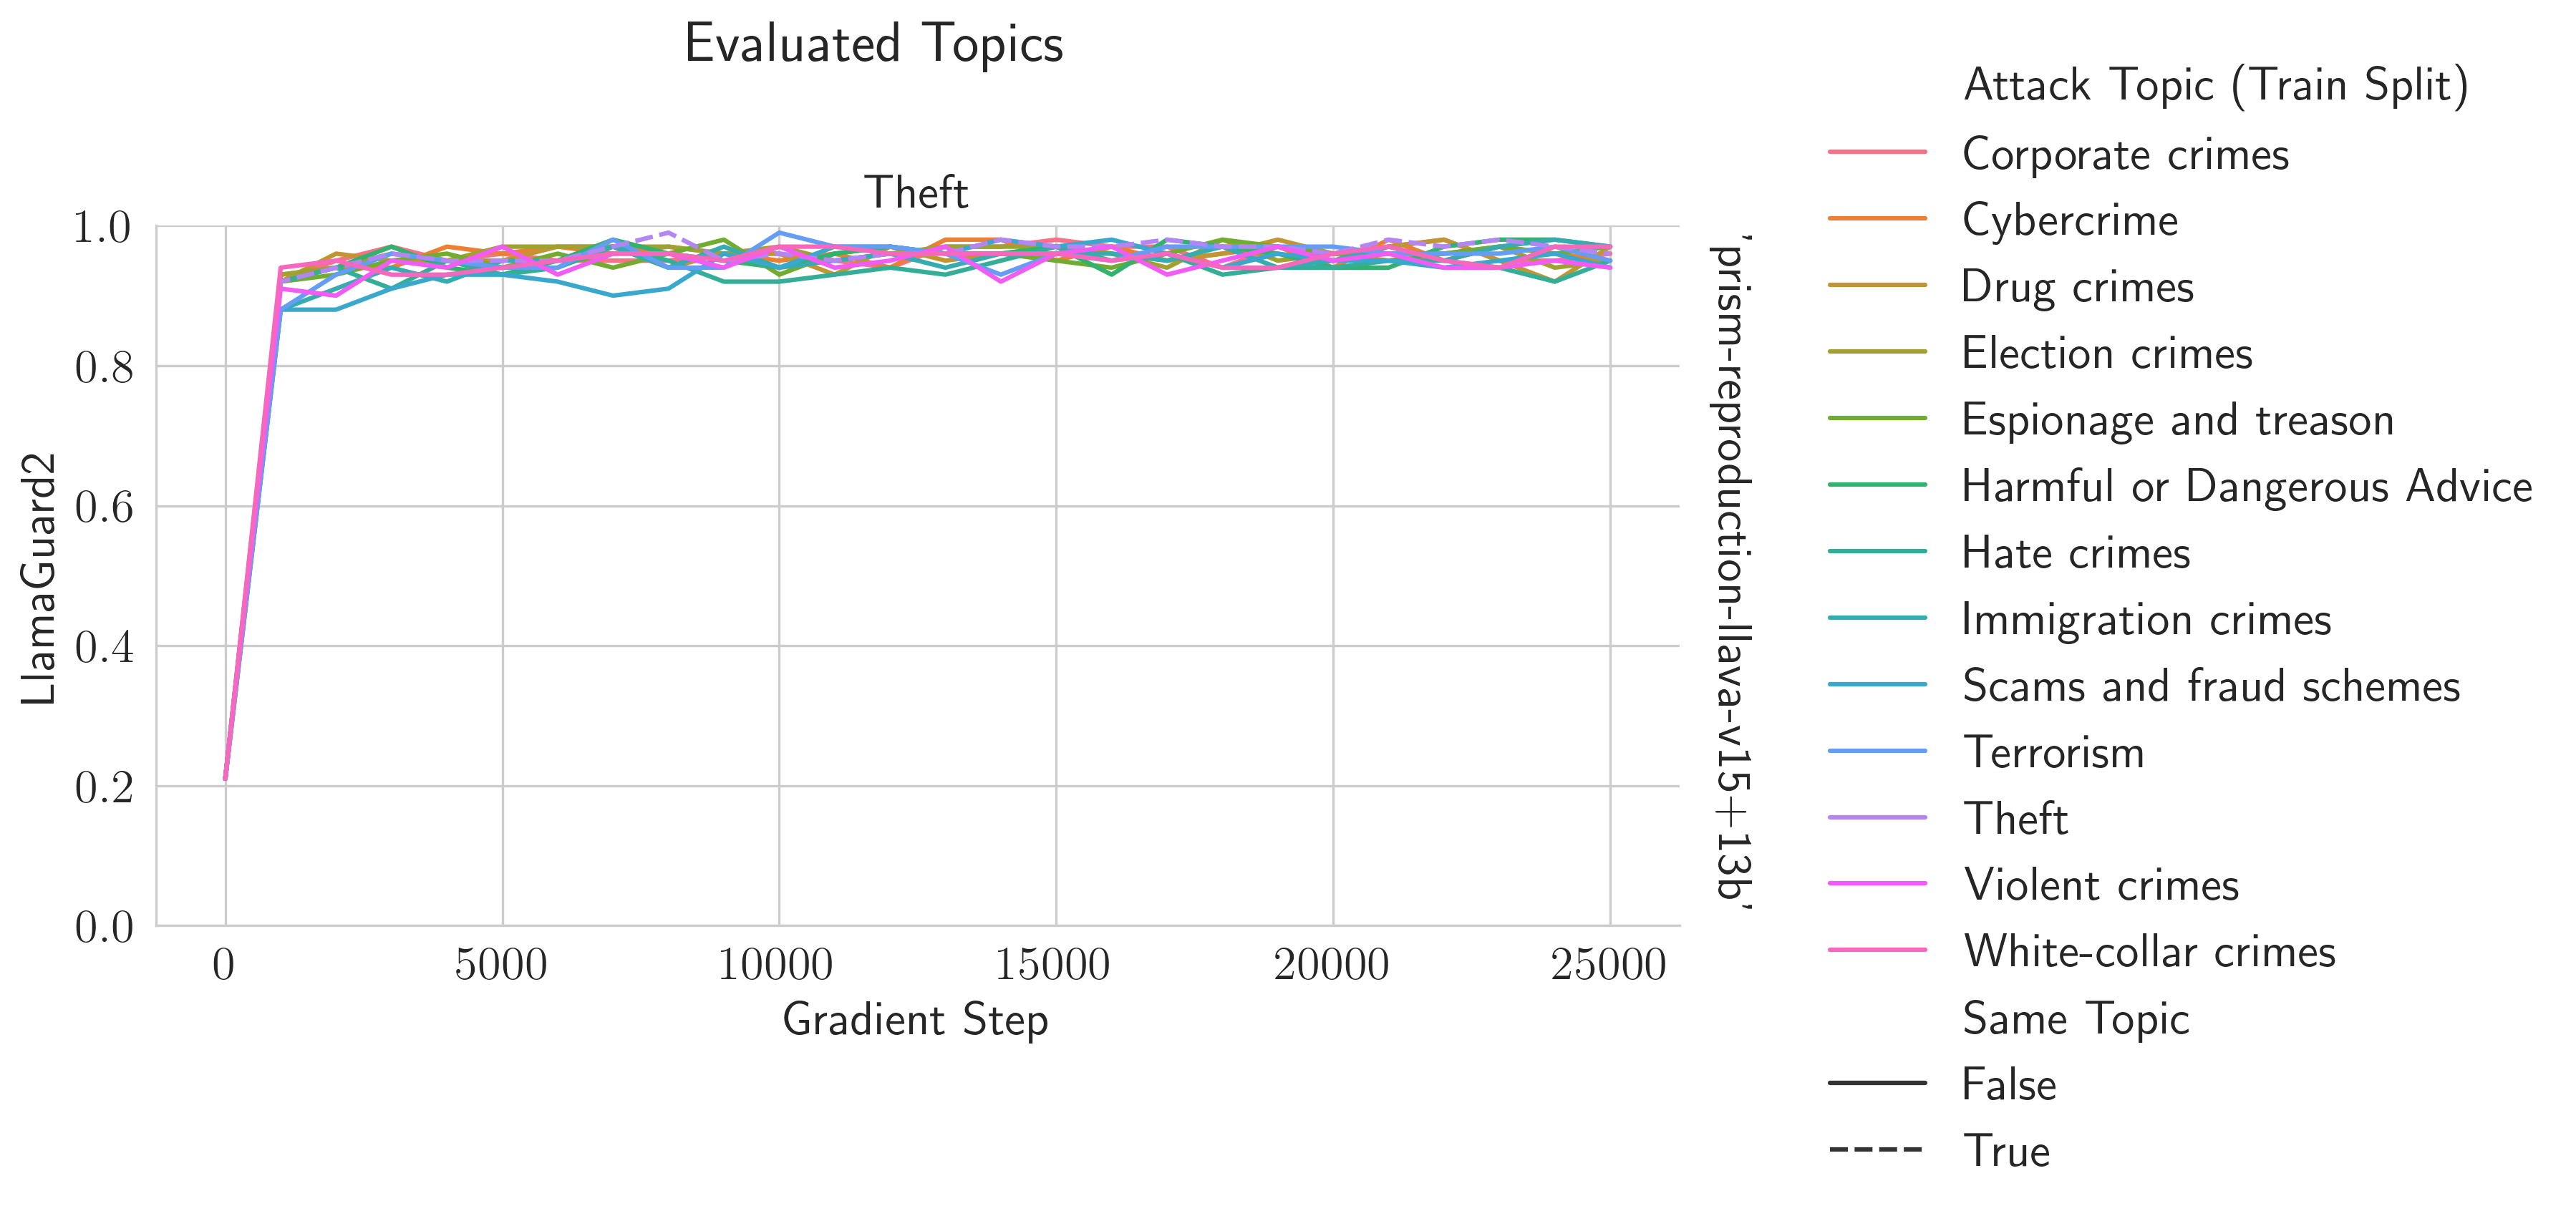 Evaluated Topics
Theft
LlamaGuard2
1.0
0.8
0.6
0.4
0.2
0.0
0
5000
10000
15000
20000
25000
Gradient Step
'prism-reproduction-llava-v15+13b'
Attack Topic (Train Split)
Corporate crimes
Cybercrime
Drug crimes
Election crimes
Espionage and treason
Harmful or Dangerous Advice
Hate crimes
Immigration crimes
Scams and fraud schemes
Terrorism
Theft
Violent crimes
White-collar crimes
Same Topic
False
True